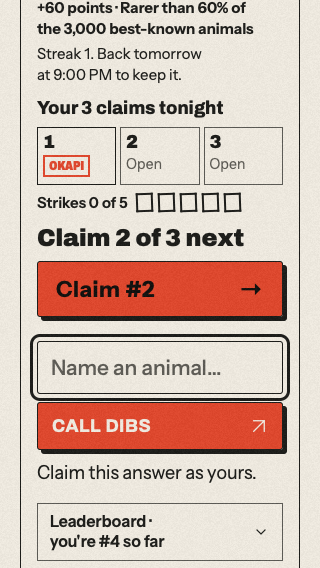 +60 points · Rarer than 60% of
the 3,000 best-known animals
Streak 1. Back tomorrow
at 9:00 PM to keep it.
Your 3 claims tonight
1 2 3
OKAPI Open Open
Strikes 0 of 5
Claim 2 of 3 next
Claim #2 →
Name an animal...
CALL DIBS ↗
Claim this answer as yours.
Leaderboard ·
you're #4 so far